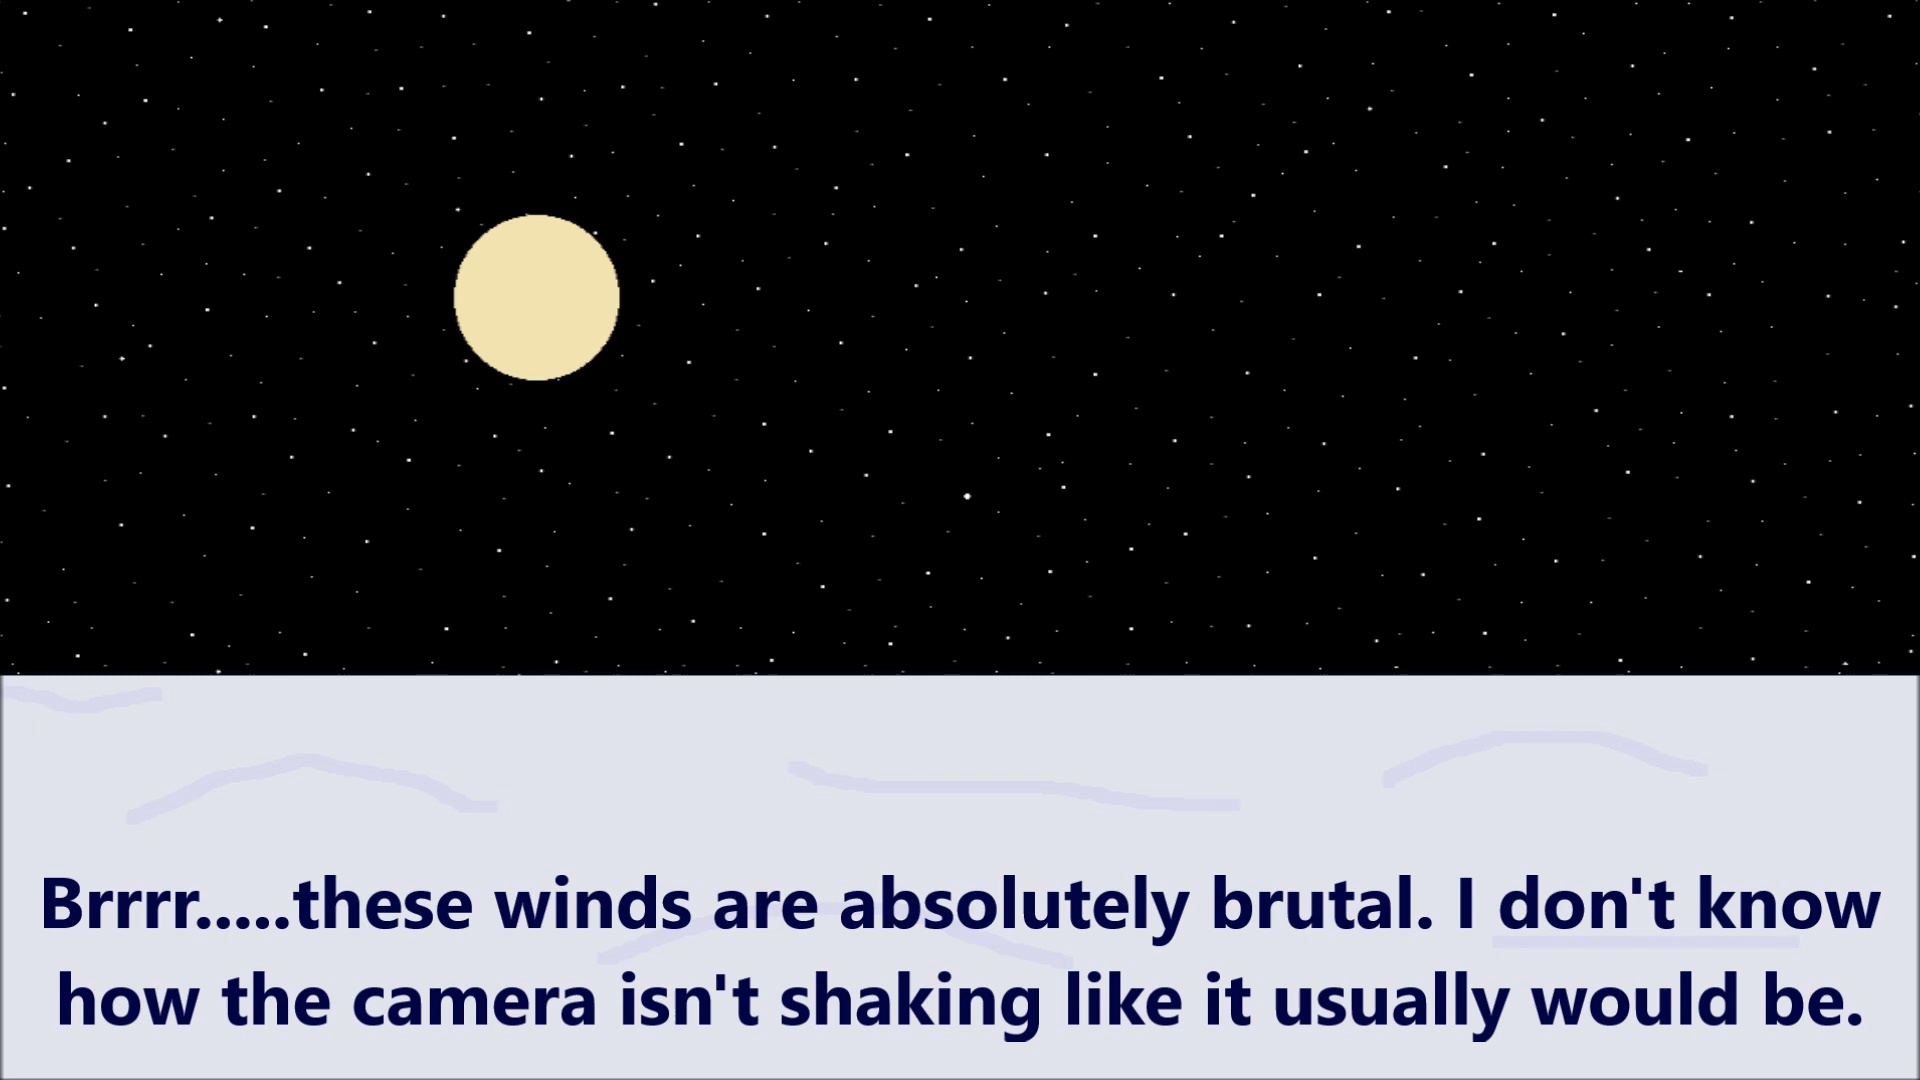 Brrrr.....these winds are absolutely brutal. I don't know
how the camera isn't shaking like it usually would be.